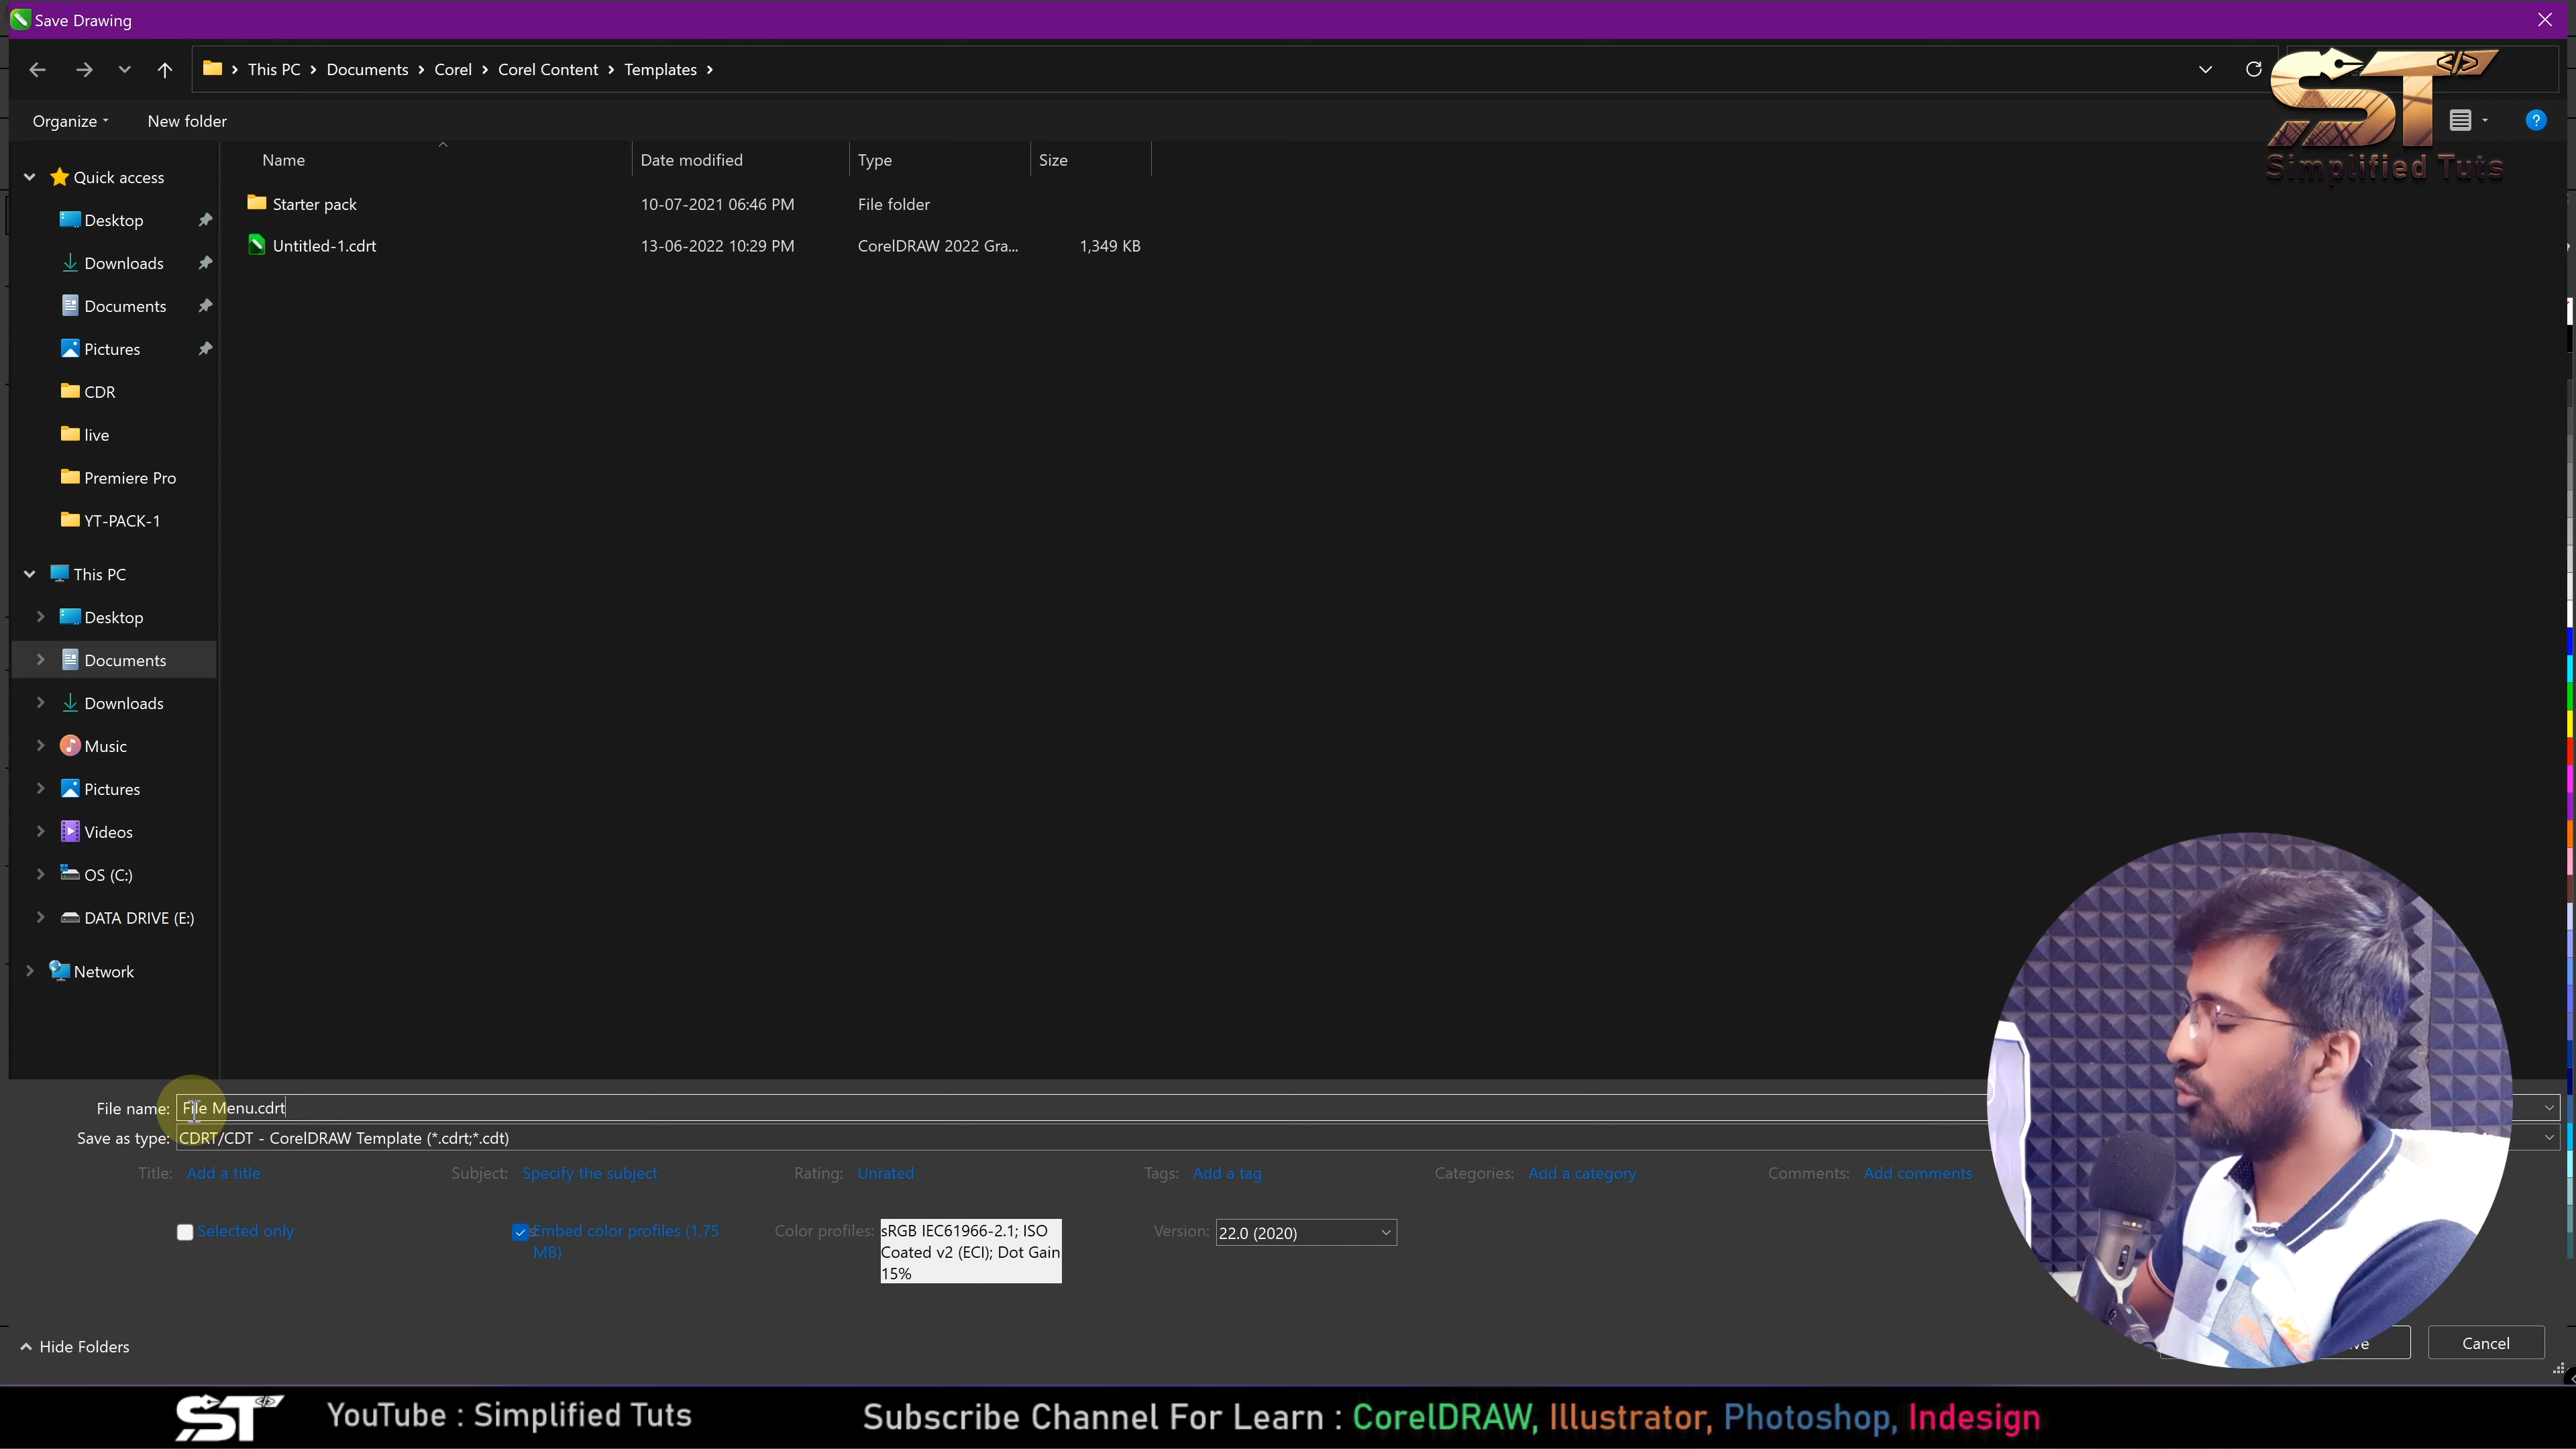 Save Drawing
This PC > Documents > Corel > Corel Content > Templates >
ST </>
Simplified Tuts
Organize
New folder
Name
Date modified
Type
Size
Starter pack
10-07-2021 06:46 PM
File folder
Untitled-1.cdrt
13-06-2022 10:29 PM
CorelDRAW 2022 Gra...
1,349 KB
Quick access
Desktop
Downloads
Documents
Pictures
CDR
live
Premiere Pro
YT-PACK-1
This PC
Desktop
Documents
Downloads
Music
Pictures
Videos
OS (C:)
DATA DRIVE (E:)
Network
File name: File Menu.cdrt
Save as type: CDRT/CDT - CorelDRAW Template (*.cdrt;*.cdt)
Title: Add a title
Subject: Specify the subject
Rating: Unrated
Tags: Add a tag
Categories: Add a category
Comments: Add comments
Selected only
Embed color profiles (1.75
MB)
Color profiles: sRGB IEC61966-2.1; ISO
Coated v2 (ECI); Dot Gain
15%
Version: 22.0 (2020)
Hide Folders
Cancel
ST </>
YouTube : Simplified Tuts
Subscribe Channel For Learn : CorelDRAW, Illustrator, Photoshop, Indesign